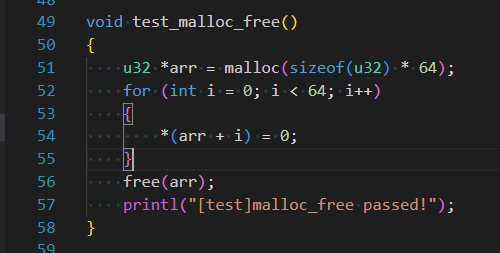 49 void test_malloc_free()
50 {
51 u32 *arr = malloc(sizeof(u32) * 64);
52 for (int i = 0; i < 64; i++)
53 {
54 *(arr + i) = 0;
55 }
56 free(arr);
57 printl("[test]malloc_free passed!");
58 }
59